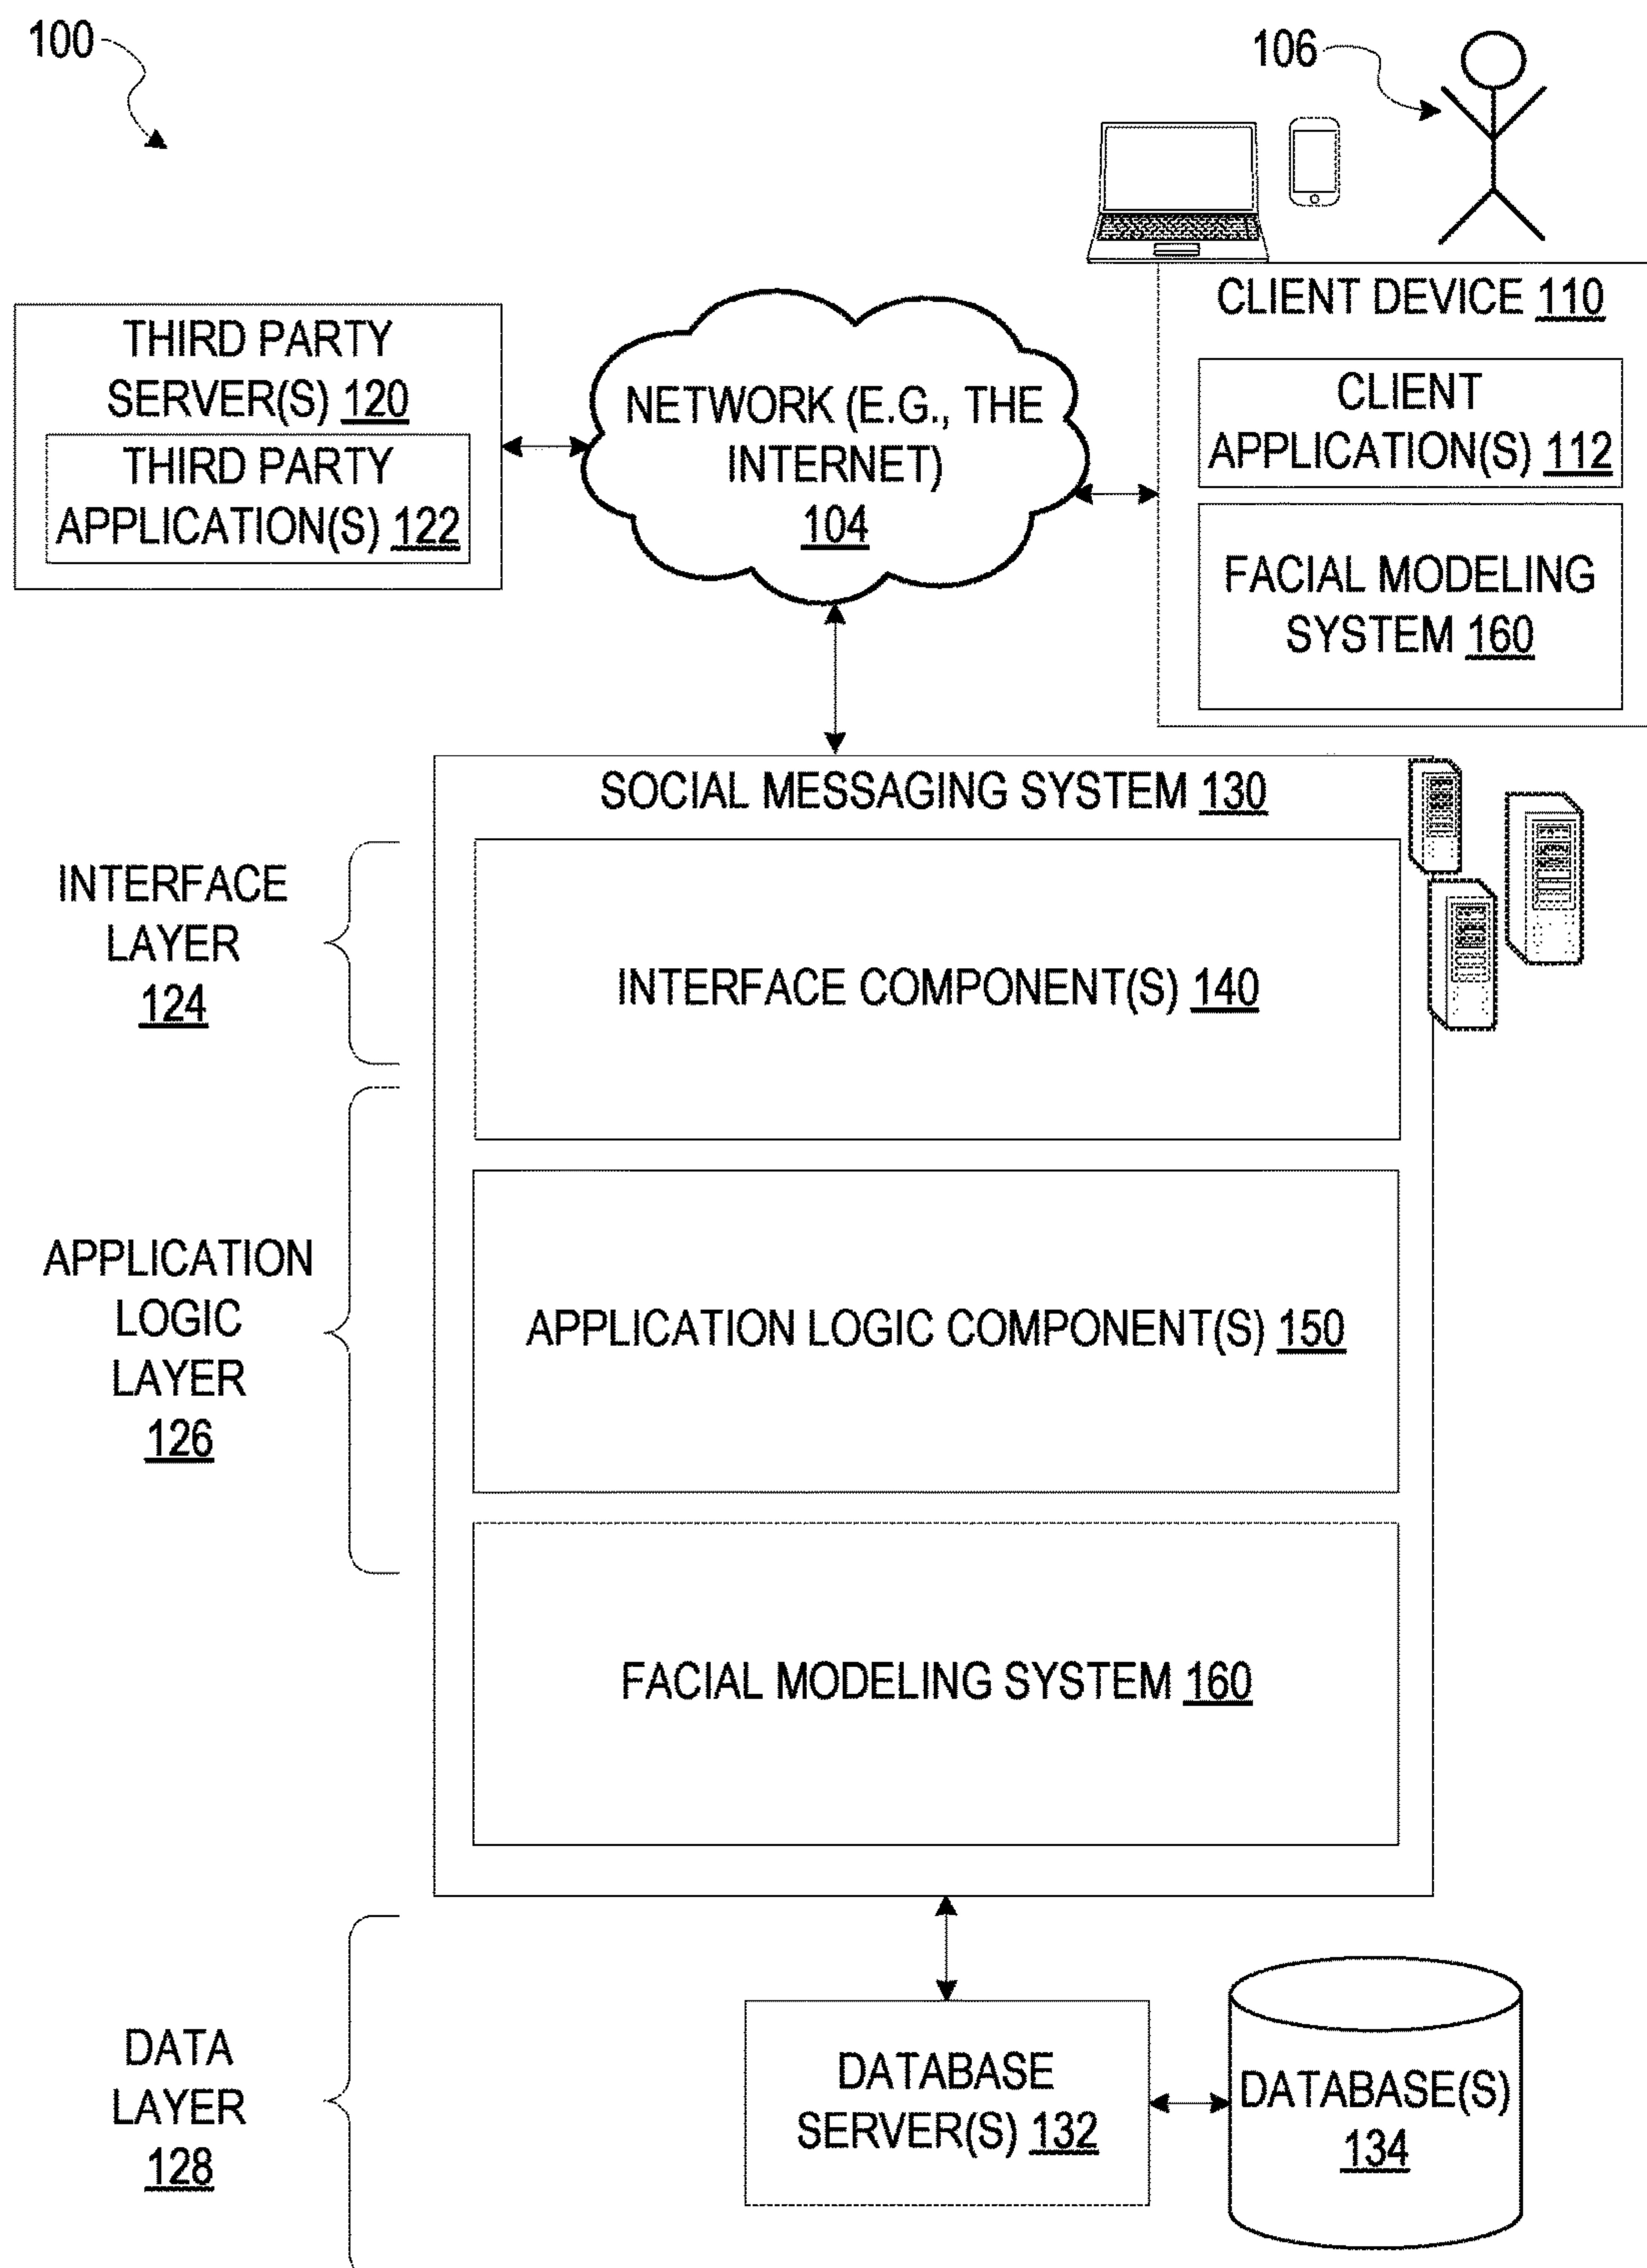 100
106
CLIENT DEVICE 110
THIRD PARTY
SERVER(S) 120
THIRD PARTY
APPLICATION(S) 122
NETWORK (E.G., THE
INTERNET)
104
CLIENT
APPLICATION(S) 112
FACIAL MODELING
SYSTEM 160
SOCIAL MESSAGING SYSTEM 130
INTERFACE
LAYER
124
INTERFACE COMPONENT(S) 140
APPLICATION
LOGIC
LAYER
126
APPLICATION LOGIC COMPONENT(S) 150
FACIAL MODELING SYSTEM 160
DATA
LAYER
128
DATABASE
SERVER(S) 132
DATABASE(S)
134